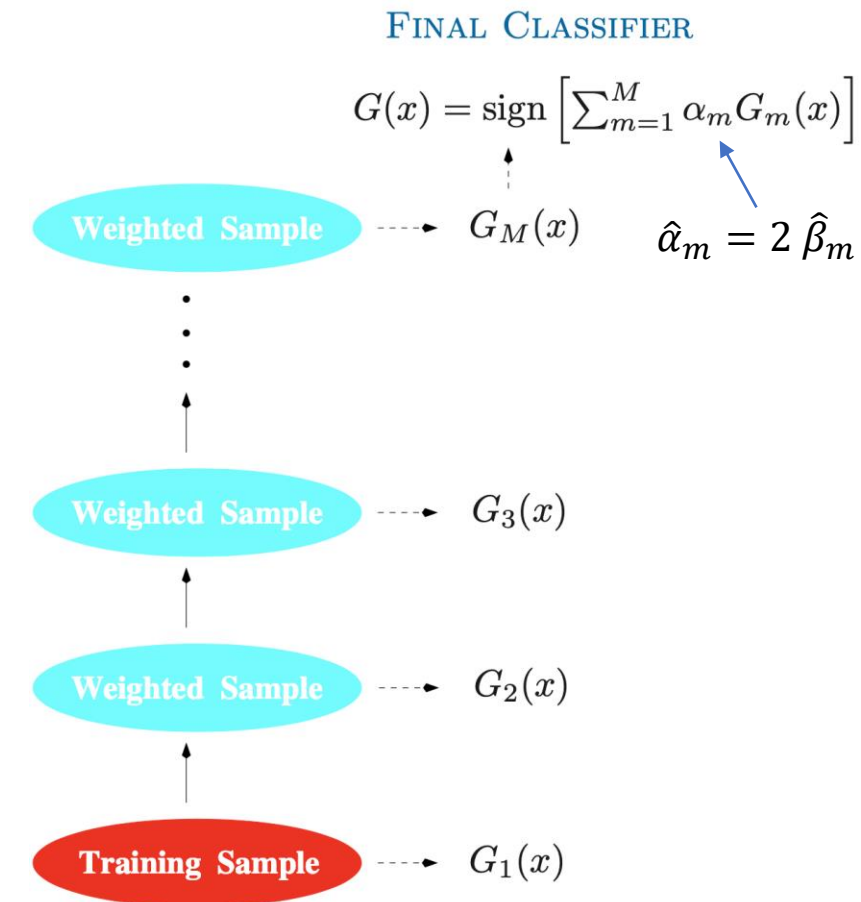 FINAL CLASSIFIER
G(x) = sign [∑_{m=1}^{M} α_m G_m(x)]
Weighted Sample G_M(x) α̂_m = 2 β̂_m
Weighted Sample G_3(x)
Weighted Sample G_2(x)
Training Sample G_1(x)